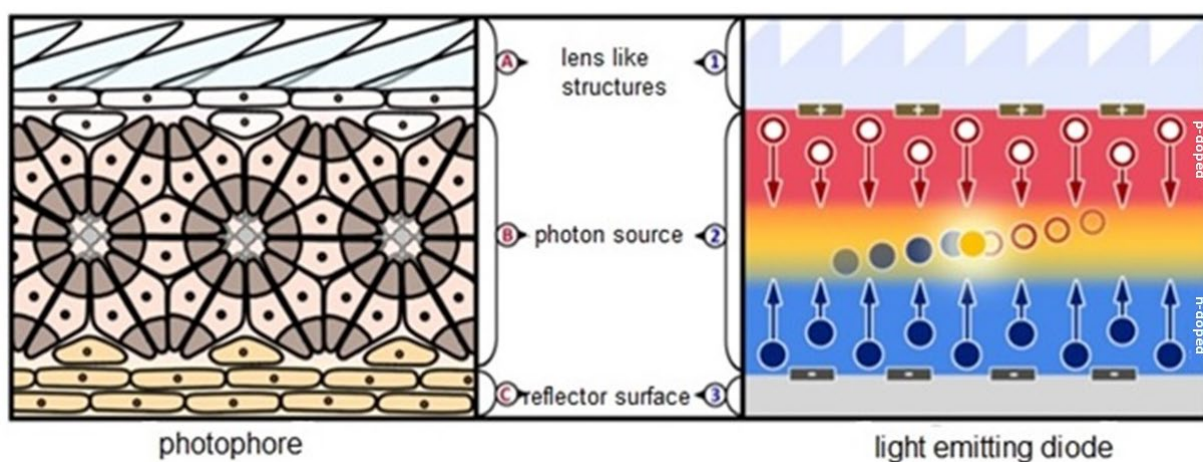 A
lens like
structures
1
B
photon source
2
C
reflector surface
3
+
+
+
+
p-doped
n-doped
-
-
-
-
photophore
light emitting diode